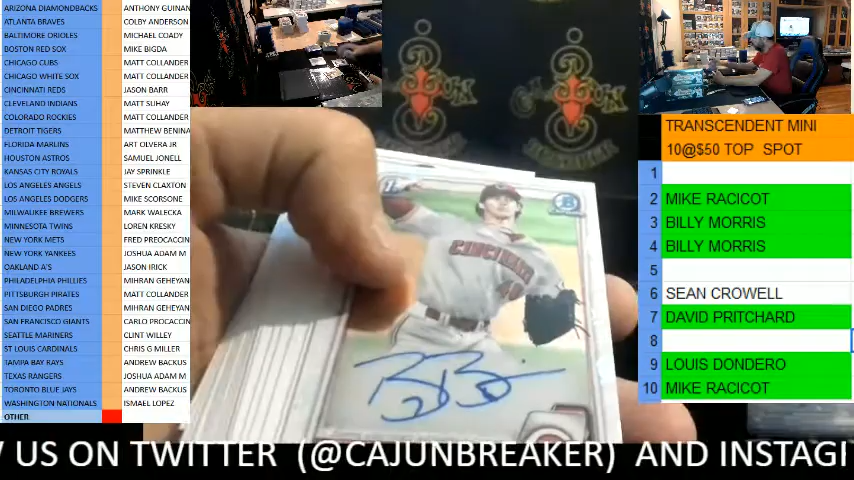 ARIZONA DIAMONDBACKS ANTHONY GUINAN
ATLANTA BRAVES COLBY ANDERSON
BALTIMORE ORIOLES MICHAEL COADY
BOSTON RED SOX MIKE BIGDA
CHICAGO CUBS MATT COLLANDER
CHICAGO WHITE SOX MATT COLLANDER
CINCINNATI REDS JASON BARR
CLEVELAND INDIANS MATT SUHAY
COLORADO ROCKIES MATT COLLANDER
DETROIT TIGERS MATTHEW BENINA
FLORIDA MARLINS ART OLVERA JR
HOUSTON ASTROS SAMUEL JONELL
KANSAS CITY ROYALS JAY SPRINKLE
LOS ANGELES ANGELS STEVEN CLAXTON
LOS ANGELES DODGERS MIKE SCORSONE
MILWAUKEE BREWERS MARK WALECKA
MINNESOTA TWINS LOREN KRESKY
NEW YORK METS FRED PREOCACCIN
NEW YORK YANKEES JOSHUA ADAM M
OAKLAND A'S JASON IRICK
PHILADELPHIA PHILLIES MIHRAN GEHEYAN
PITTSBURGH PIRATES MATT COLLANDER
SAN DIEGO PADRES MIHRAN GEHEYAN
SAN FRANCISCO GIANTS CARLO PROCACCIN
SEATTLE MARINERS CLINT WILLEY
ST LOUIS CARDINALS CHRIS G MILLER
TAMPA BAY RAYS ANDREW BACKUS
TEXAS RANGERS JOSHUA ADAM M
TORONTO BLUE JAYS ANDREW BACKUS
WASHINGTON NATIONALS ISMAEL LOPEZ
OTHER
CINCINNATI
TRANSCENDENT MINI
10@$50 TOP SPOT
1
2 MIKE RACICOT
3 BILLY MORRIS
4 BILLY MORRIS
5
6 SEAN CROWELL
7 DAVID PRITCHARD
8
9 LOUIS DONDERO
10 MIKE RACICOT
US ON TWITTER (@CAJUNBREAKER) AND INSTAGI